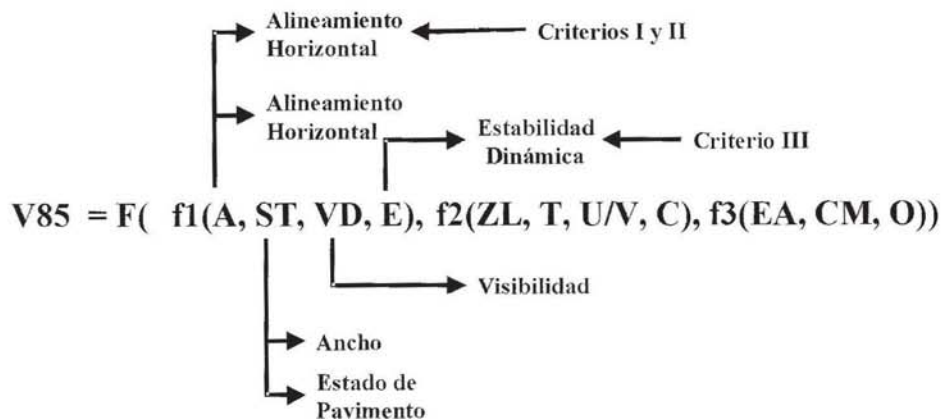 Alineamiento
Horizontal
Criterios I y II
Alineamiento
Horizontal
Estabilidad
Dinámica
Criterio III
V85 = F( f1(A, ST, VD, E), f2(ZL, T, U/V, C), f3(EA, CM, O))
Visibilidad
Ancho
Estado de
Pavimento